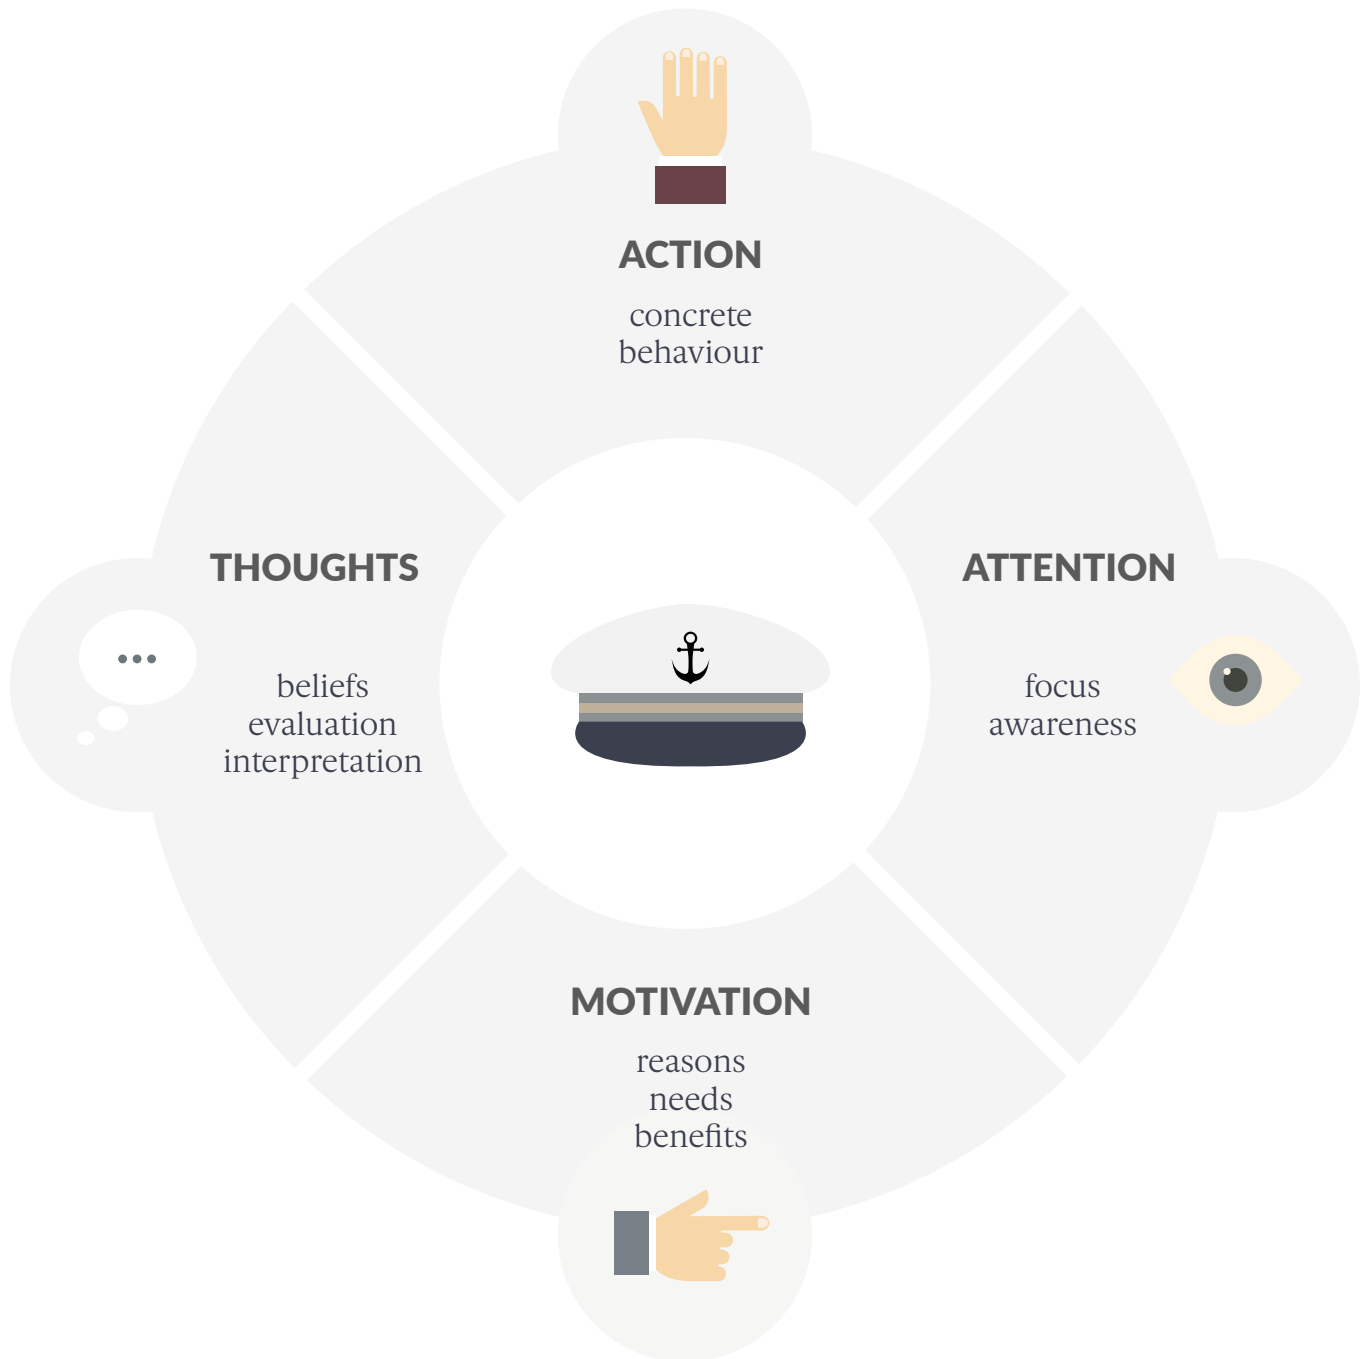 ACTION
concrete
behaviour
THOUGHTS
beliefs
evaluation
interpretation
ATTENTION
focus
awareness
MOTIVATION
reasons
needs
benefits